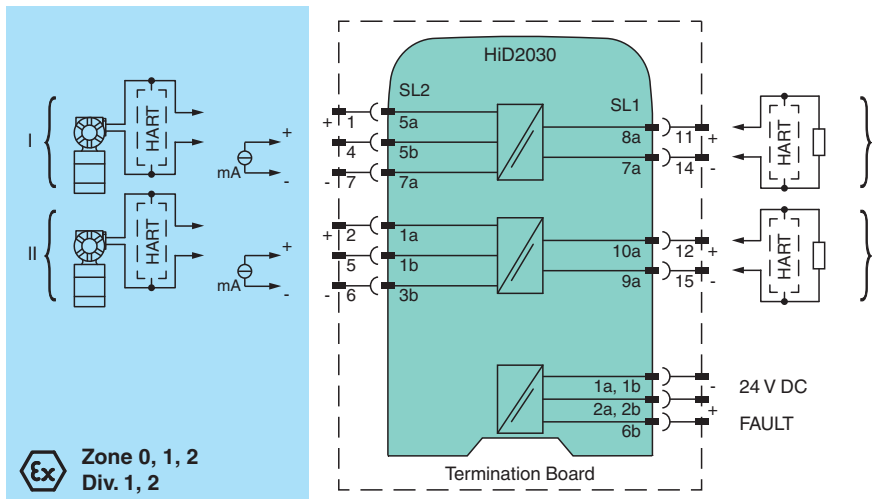 HiD2030
SL2
SL1
I
HART
mA
+
-
+ 1
5a
4
5b
- 7
7a
8a
11 +
7a
14 -
HART
II
HART
mA
+
-
+ 2
1a
5
1b
- 6
3b
10a
12 +
9a
15 -
HART
1a, 1b
-
24 V DC
2a, 2b
+
6b
FAULT
Ex
Zone 0, 1, 2
Div. 1, 2
Termination Board